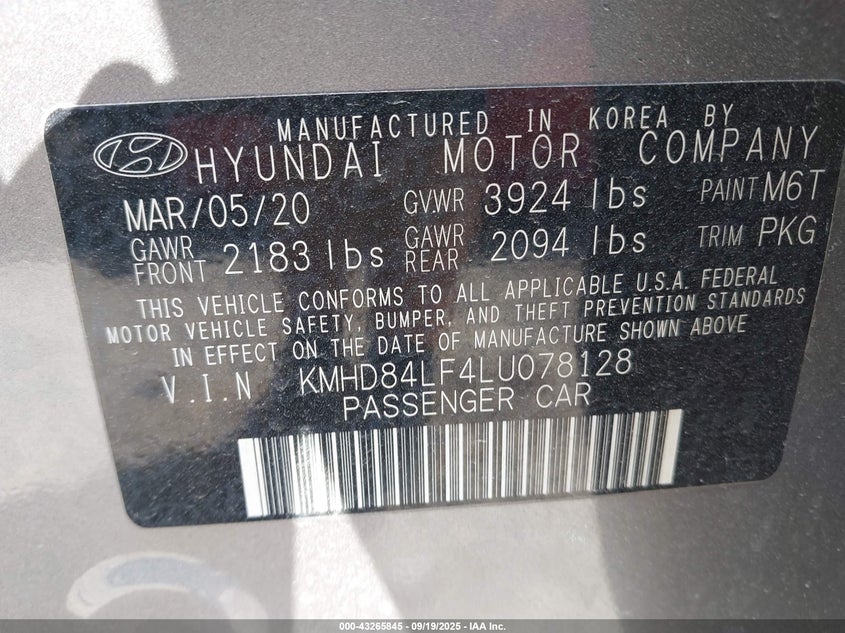 MANUFACTURED IN KOREA BY
HYUNDAI MOTOR COMPANY
MAR/05/20 GVWR 3924 lbs PAINT M6T
GAWR FRONT 2183 lbs GAWR REAR 2094 lbs TRIM PKG
THIS VEHICLE CONFORMS TO ALL APPLICABLE U.S.A. FEDERAL
MOTOR VEHICLE SAFETY, BUMPER, AND THEFT PREVENTION STANDARDS
IN EFFECT ON THE DATE OF MANUFACTURE SHOWN ABOVE
V.I.N KMHD84LF4LU078128
PASSENGER CAR
000-43265845 - 09/19/2025 - IAA Inc.